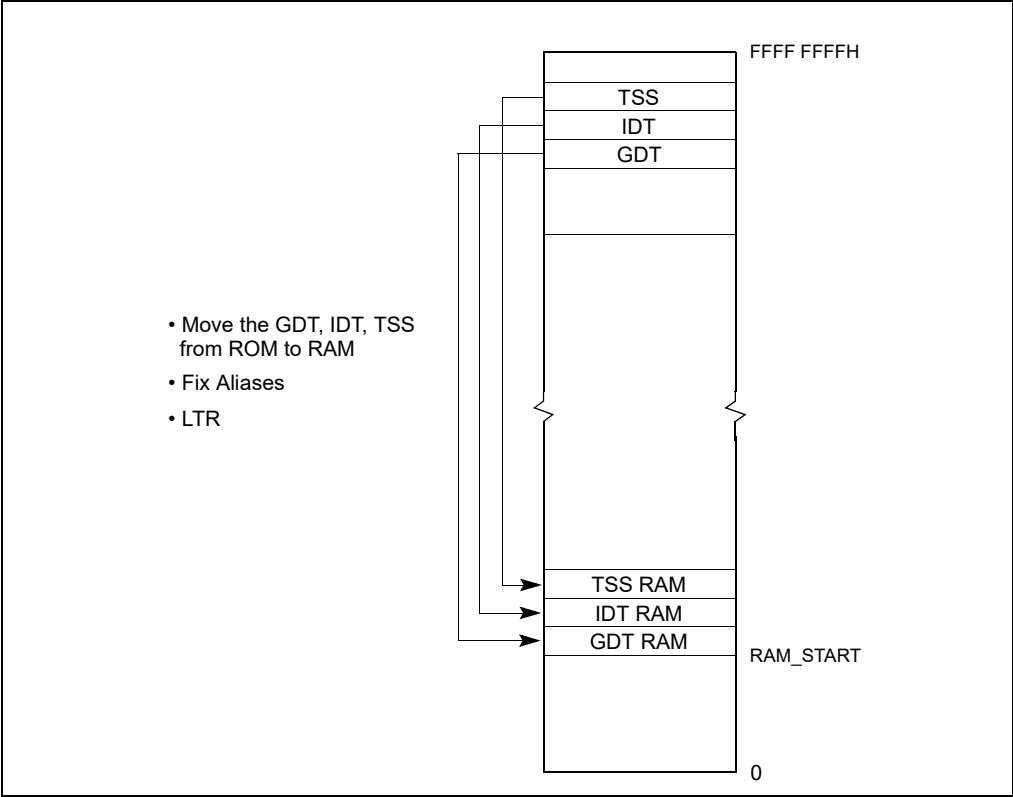 FFFF FFFFH
TSS
IDT
GDT
• Move the GDT, IDT, TSS
from ROM to RAM
• Fix Aliases
• LTR
TSS RAM
IDT RAM
GDT RAM
RAM_START
0